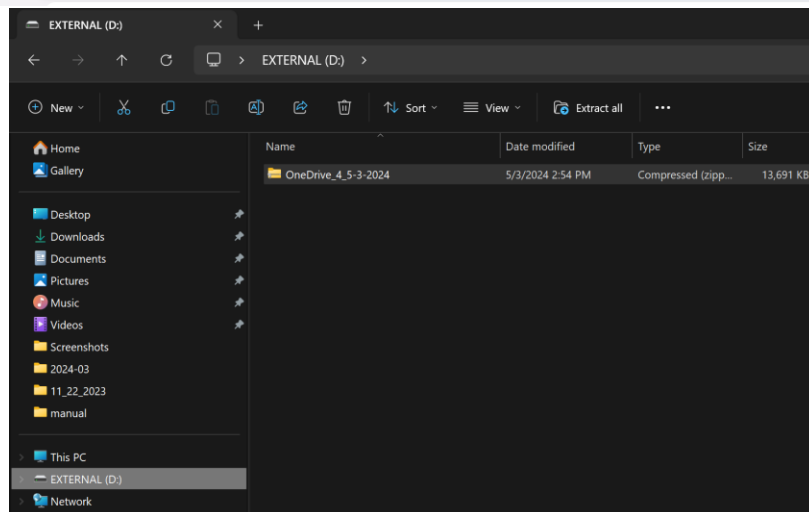 EXTERNAL (D:)
EXTERNAL (D:)
New
Sort
View
Extract all
Name
Date modified
Type
Size
Home
Gallery
OneDrive_4_5-3-2024
5/3/2024 2:54 PM
Compressed (zipp...
13,691 KB
Desktop
Downloads
Documents
Pictures
Music
Videos
Screenshots
2024-03
11_22_2023
manual
This PC
EXTERNAL (D:)
Network